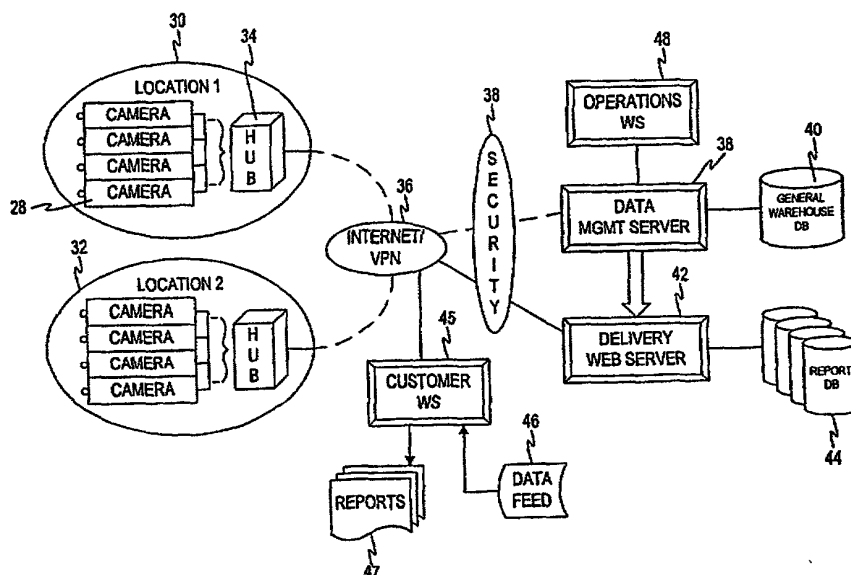 30
34
LOCATION 1
CAMERA
CAMERA
CAMERA
CAMERA
HUB
28
32
LOCATION 2
CAMERA
CAMERA
CAMERA
CAMERA
HUB
36
INTERNET/
VPN
38
SECURITY
48
OPERATIONS
WS
38
DATA
MGMT SERVER
40
GENERAL
WAREHOUSE
DB
42
DELIVERY
WEB SERVER
REPORT
DB
44
45
CUSTOMER
WS
46
DATA
FEED
REPORTS
47